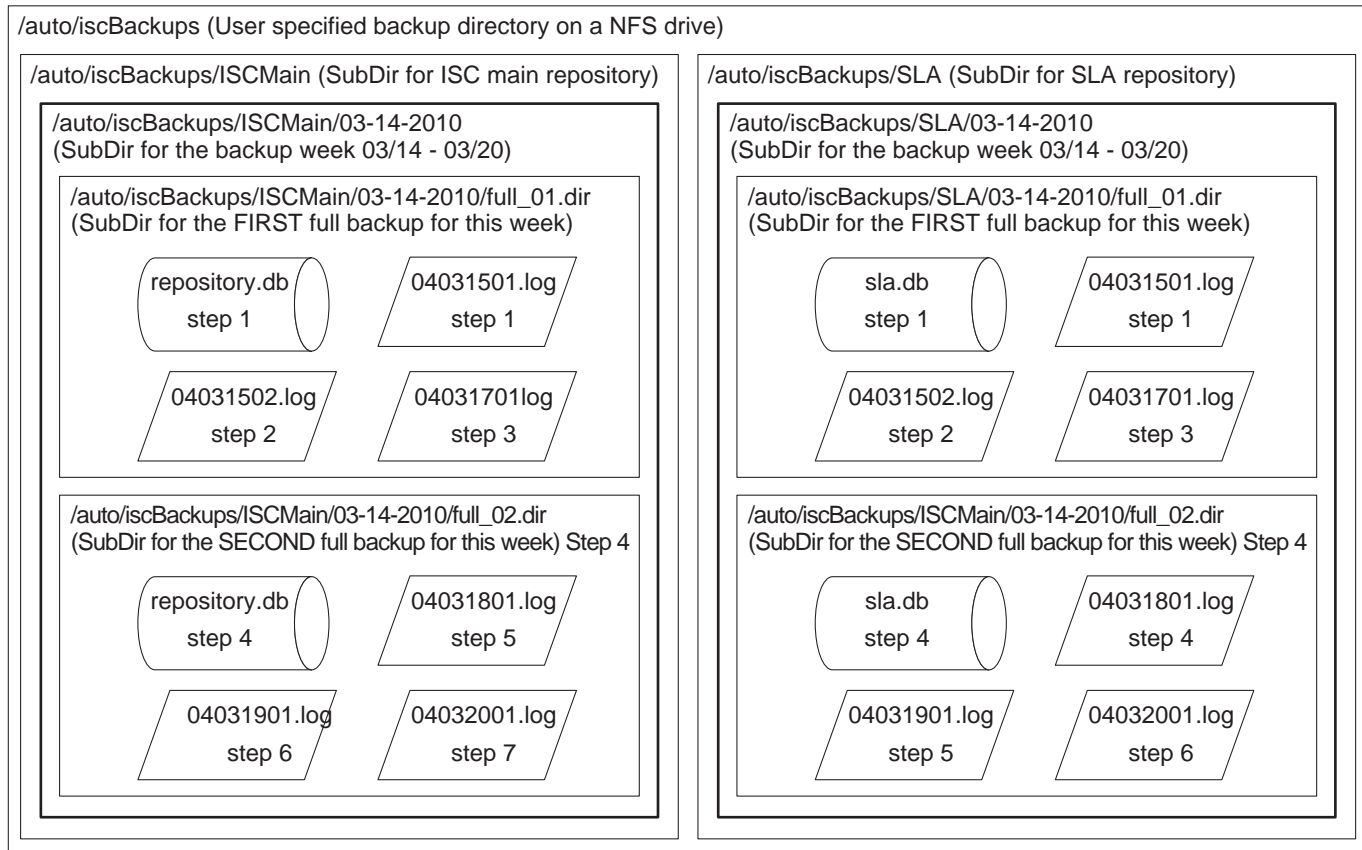 /auto/iscBackups (User specified backup directory on a NFS drive)
/auto/iscBackups/ISCMain (SubDir for ISC main repository)
/auto/iscBackups/ISCMain/03-14-2010
(SubDir for the backup week 03/14 - 03/20)
/auto/iscBackups/ISCMain/03-14-2010/full_01.dir
(SubDir for the FIRST full backup for this week)
repository.db
step 1
04031501.log
step 1
04031502.log
step 2
04031701log
step 3
/auto/iscBackups/ISCMain/03-14-2010/full_02.dir
(SubDir for the SECOND full backup for this week) Step 4
repository.db
step 4
04031801.log
step 5
04031901.log
step 6
04032001.log
step 7
/auto/iscBackups/SLA (SubDir for SLA repository)
/auto/iscBackups/SLA/03-14-2010
(SubDir for the backup week 03/14 - 03/20)
/auto/iscBackups/SLA/03-14-2010/full_01.dir
(SubDir for the FIRST full backup for this week)
sla.db
step 1
04031501.log
step 1
04031502.log
step 2
04031701.log
step 3
/auto/iscBackups/ISCMain/03-14-2010/full_02.dir
(SubDir for the SECOND full backup for this week) Step 4
sla.db
step 4
04031801.log
step 4
04031901.log
step 5
04032001.log
step 6